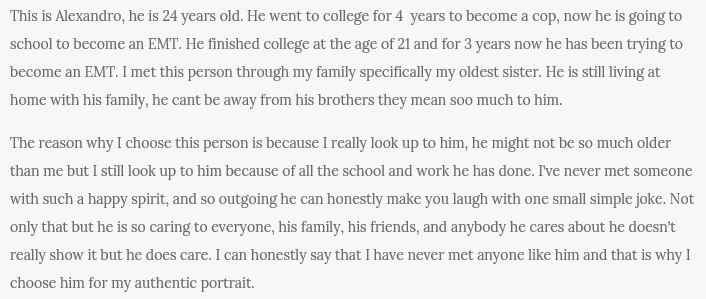 This is Alexandro, he is 24 years old. He went to college for 4  years to become a cop, now he is going to
school to become an EMT. He finished college at the age of 21 and for 3 years now he has been trying to
become an EMT. I met this person through my family specifically my oldest sister. He is still living at
home with his family, he cant be away from his brothers they mean soo much to him.
The reason why I choose this person is because I really look up to him, he might not be so much older
than me but I still look up to him because of all the school and work he has done. I've never met someone
with such a happy spirit, and so outgoing he can honestly make you laugh with one small simple joke. Not
only that but he is so caring to everyone, his family, his friends, and anybody he cares about he doesn't
really show it but he does care. I can honestly say that I have never met anyone like him and that is why I
choose him for my authentic portrait.